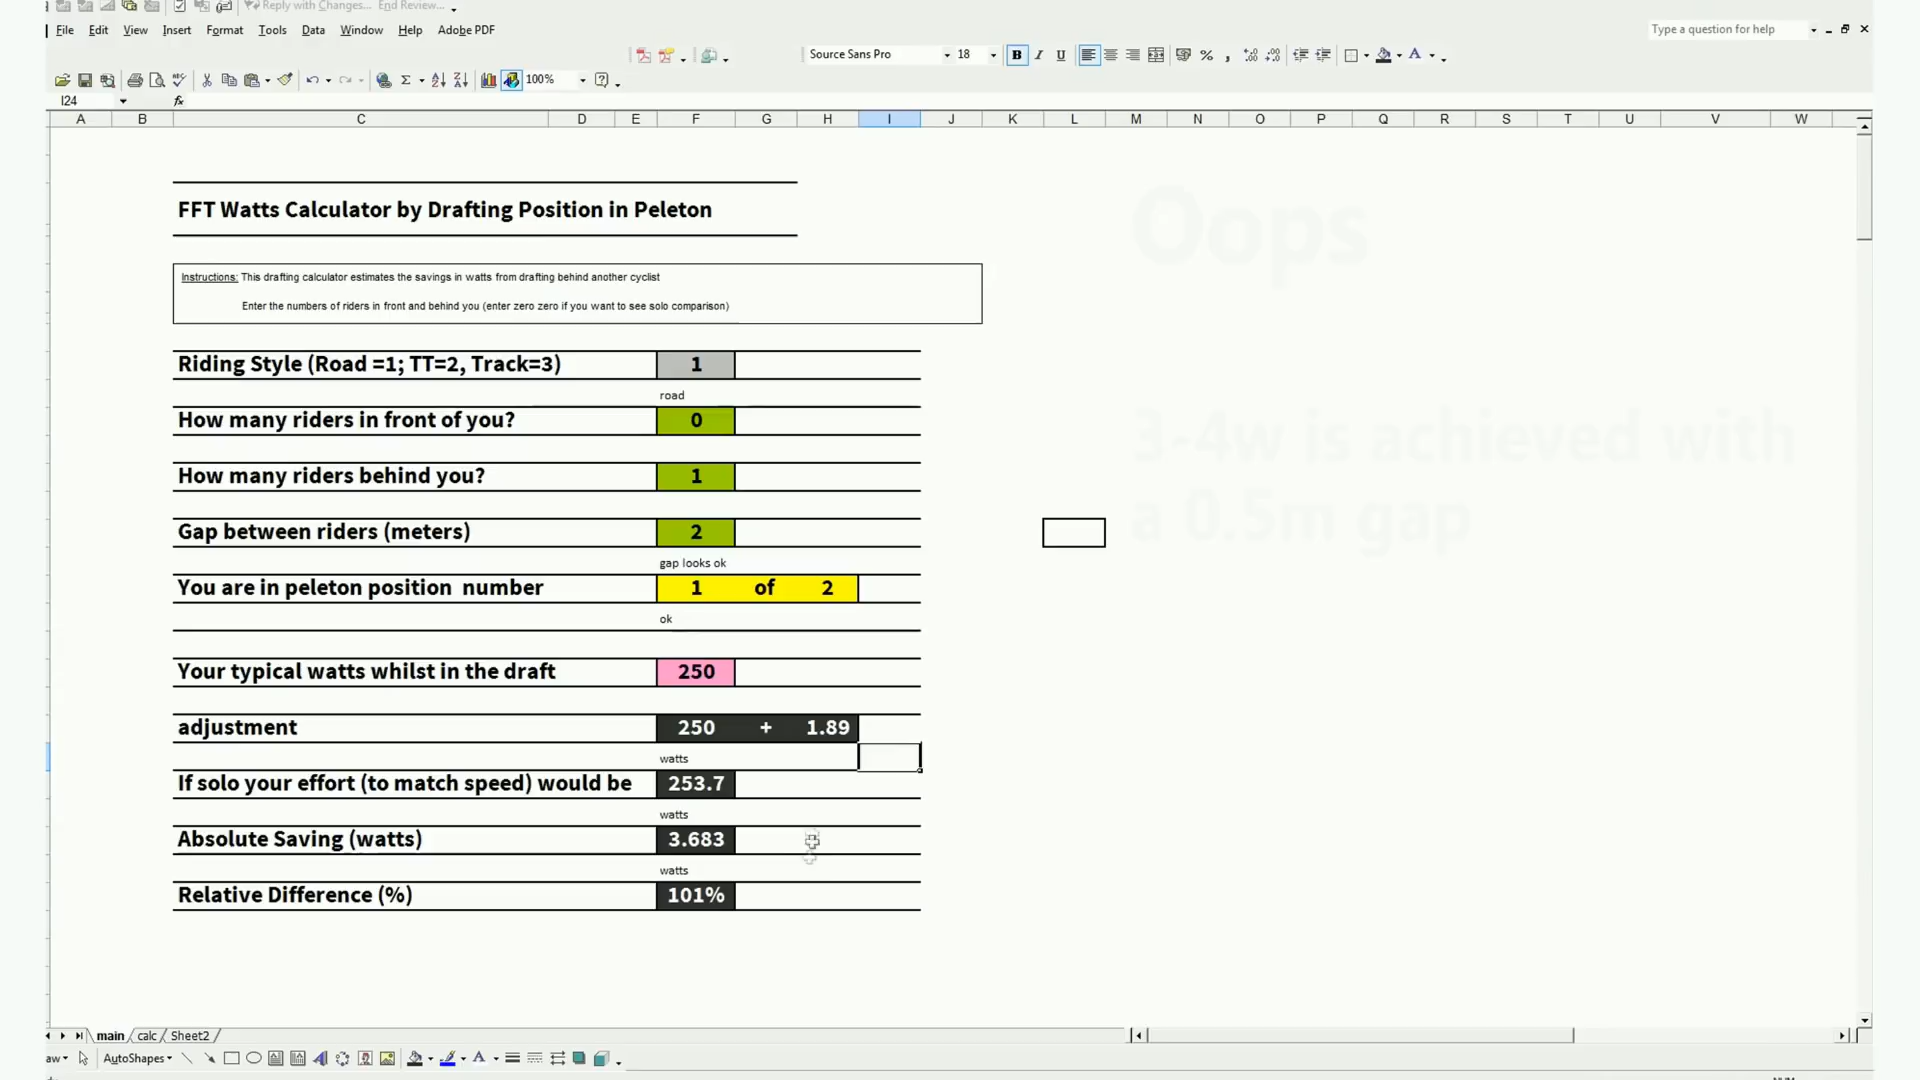 Reply with Changes... End Review...
File Edit View Insert Format Tools Data Window Help Adobe PDF
Type a question for help
Source Sans Pro 18 B I U
100%
I24 fx
A B C D E F G H I J K L M N O P Q R S T U V W
FFT Watts Calculator by Drafting Position in Peleton
Oops
Instructions: This drafting calculator estimates the savings in watts from drafting behind another cyclist
Enter the numbers of riders in front and behind you (enter zero zero if you want to see solo comparison)
Riding Style (Road =1; TT=2, Track=3) 1
road
How many riders in front of you? 0
3-4w is achieved with
How many riders behind you? 1
a 0.5m gap
Gap between riders (meters) 2
gap looks ok
You are in peleton position number 1 of 2
ok
Your typical watts whilst in the draft 250
adjustment 250 + 1.89
watts
If solo your effort (to match speed) would be 253.7
watts
Absolute Saving (watts) 3.683
watts
Relative Difference (%) 101%
main calc Sheet2
aw AutoShapes